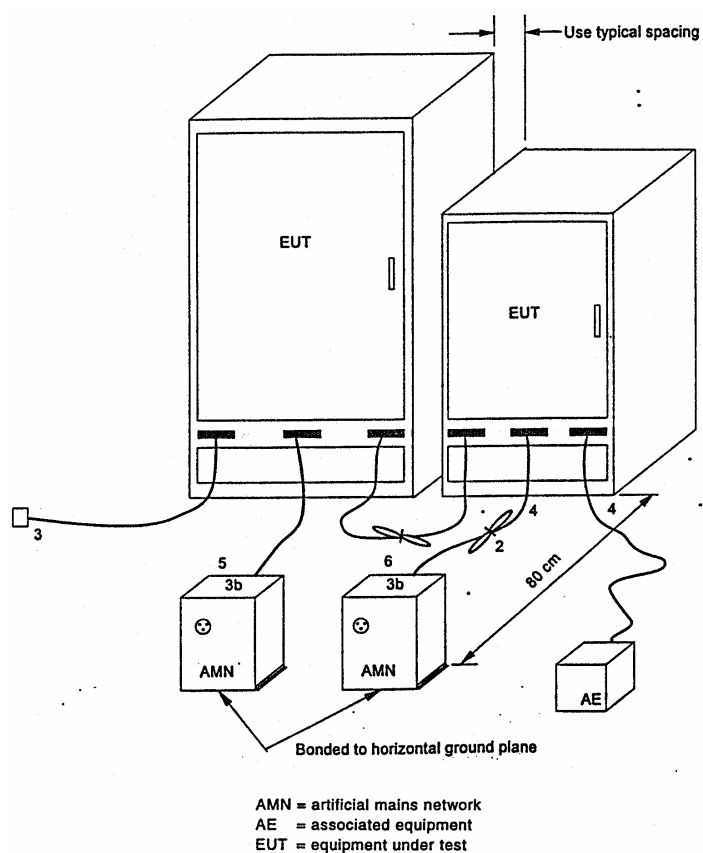 Use typical spacing
EUT
EUT
3
4
4
2
5
6
3b
3b
80 cm
AMN
AMN
AE
Bonded to horizontal ground plane
AMN = artificial mains network
AE = associated equipment
EUT = equipment under test